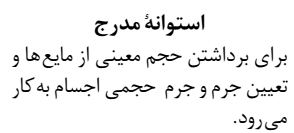 استوانهٔ مدرج
برای برداشتن حجم معینی از مایع‌ها و
تعیین جرم و جرم حجمی اجسام به‌کار
می‌رود.